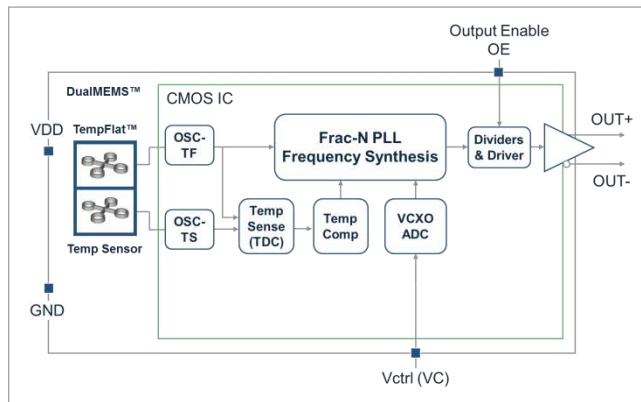 Output Enable
OE
DualMEMS™
CMOS IC
TempFlat™
VDD
OSC-
TF
Frac-N PLL
Frequency Synthesis
Dividers
& Driver
OUT+
OUT-
OSC-
TS
Temp
Sense
(TDC)
Temp
Comp
VCXO
ADC
Temp Sensor
GND
Vctrl (VC)